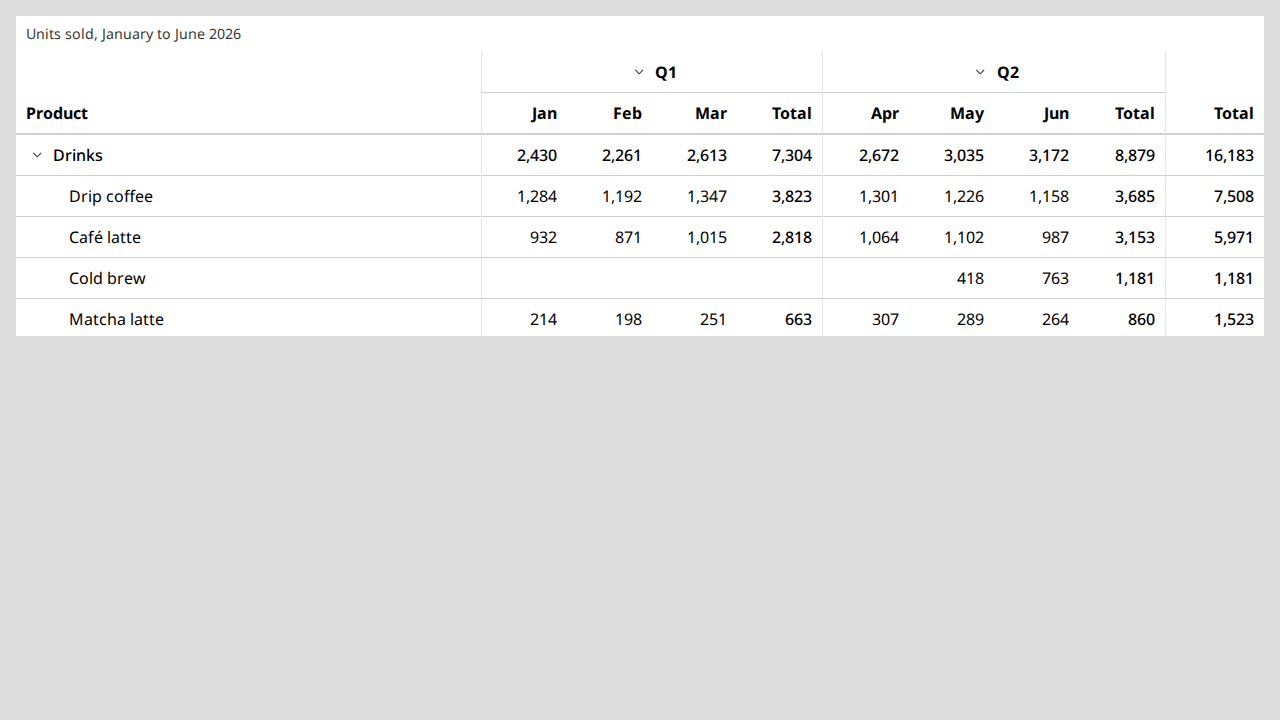 Units sold, January to June 2026
Q1 Q2
Product Jan Feb Mar Total Apr May Jun Total Total
Drinks 2,430 2,261 2,613 7,304 2,672 3,035 3,172 8,879 16,183
Drip coffee 1,284 1,192 1,347 3,823 1,301 1,226 1,158 3,685 7,508
Café latte 932 871 1,015 2,818 1,064 1,102 987 3,153 5,971
Cold brew 418 763 1,181 1,181
Matcha latte 214 198 251 663 307 289 264 860 1,523